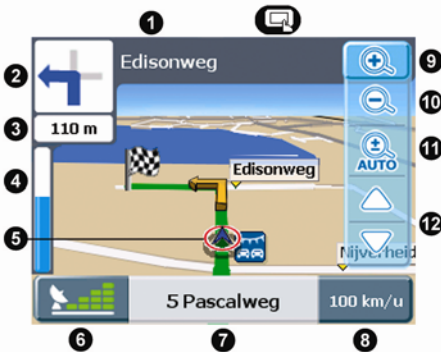 1
Edisonweg
2
9
10
3
110 m
11
AUTO
4
Edisonweg
12
5
Nijverheid
5 Pascalweg
100 km/u
6
7
8